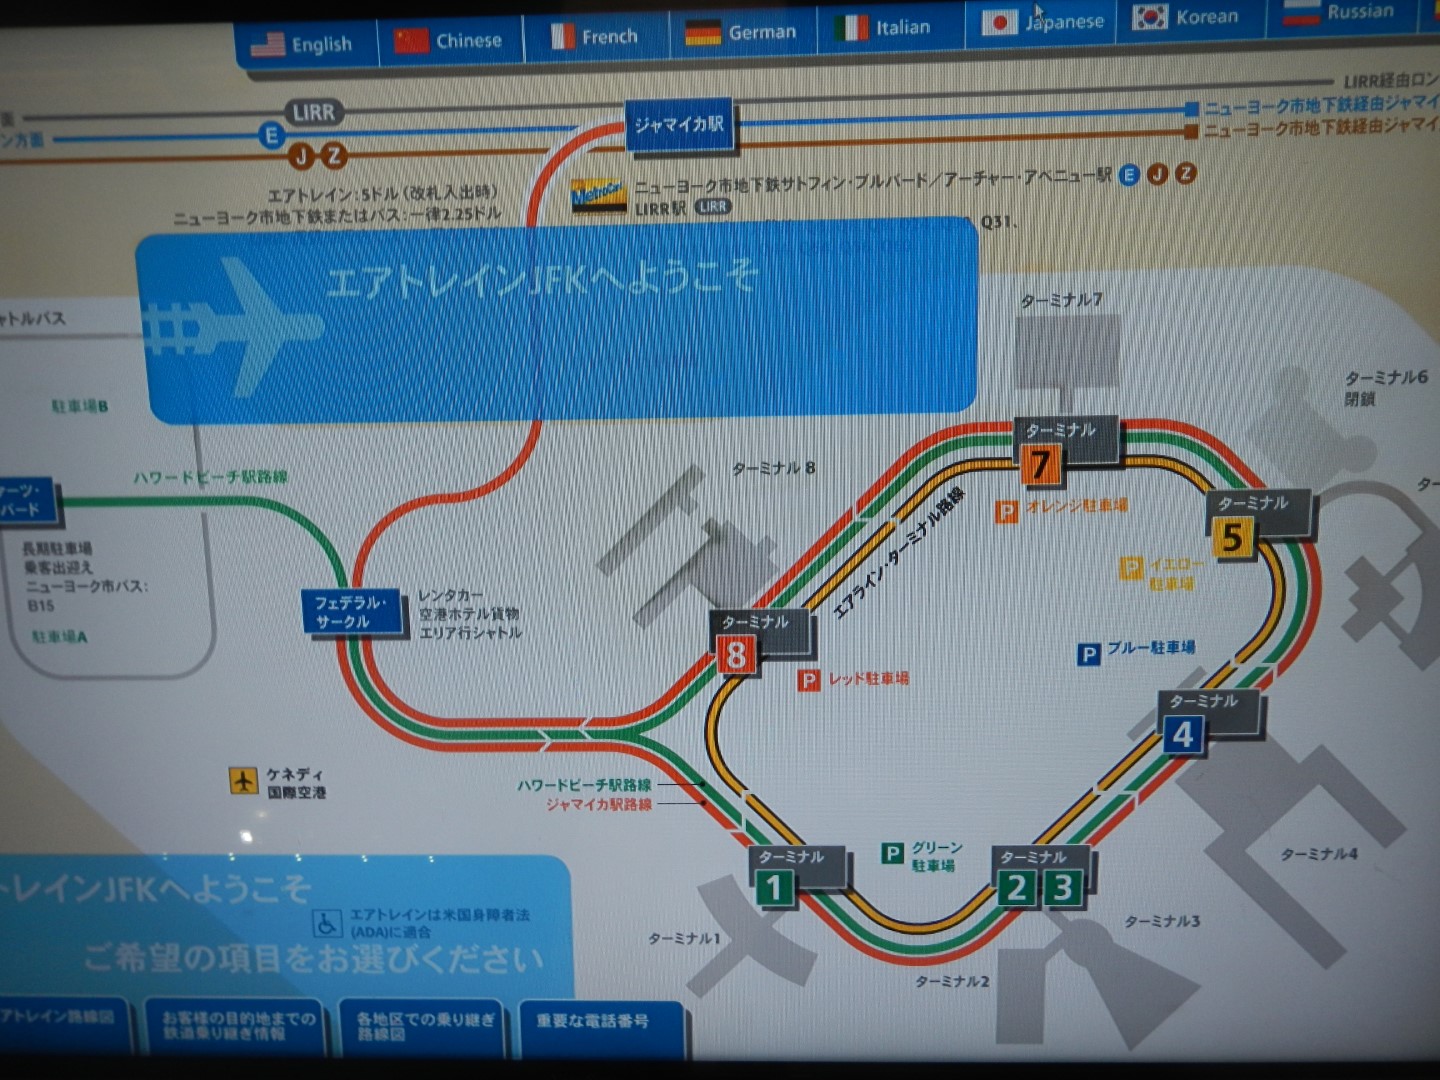 English
Chinese
French
German
Italian
Japanese
Korean
Russian
LIRR
LIRR経由ロン
面
ジャマイカ駅
ニューヨーク市地下鉄経由ジャマイ
ン方面
E
ニューヨーク市地下鉄経由ジャマイ
J Z
エアトレイン:5ドル(改札入出時)
ニューヨーク市地下鉄またはバス:一律2.25ドル
MetroCard
ニューヨーク市地下鉄サトフィン・ブルバード/アーチャー・アベニュー駅 E J Z
LIRR駅 LIRR
Q31.
エアトレインJFKへようこそ
ターミナル7
ャトルバス
ターミナル6
閉鎖
駐車場B
ターミナル
7
ターミナル 8
ハワードビーチ駅路線
ター
ーツ・
バード
オレンジ駐車場
P
エアライン・ターミナル路線
ターミナル
5
P
イエロー
駐車場
長期駐車場
乗客出迎え
ニューヨーク市バス:
B15
駐車場A
フェデラル・
サークル
レンタカー
空港ホテル貨物
エリア行シャトル
ターミナル
8
P レッド駐車場
P ブルー駐車場
ターミナル
4
ケネディ
国際空港
ハワードビーチ駅路線
ジャマイカ駅路線
ターミナル
1
P グリーン
駐車場
ターミナル
2 3
ターミナル4
ターミナル3
ターミナル1
ターミナル2
トレインJFKへようこそ
エアトレインは米国身障者法
(ADA)に適合
ご希望の項目をお選びください
アトレイン路線図
お客様の目的地までの
鉄道乗り継ぎ情報
各地区での乗り継ぎ
路線図
重要な電話番号